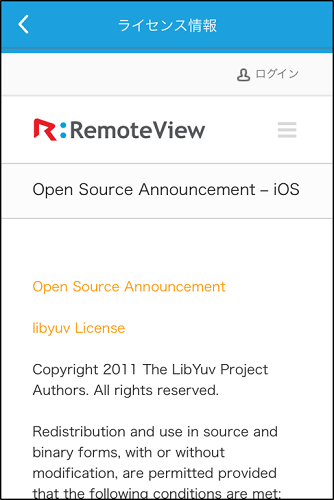 ライセンス情報
ログイン
R:RemoteView
Open Source Announcement – iOS
Open Source Announcement
libyuv License
Copyright 2011 The LibYuv Project
Authors. All rights reserved.
Redistribution and use in source and
binary forms, with or without
modification, are permitted provided
that the following conditions are met: